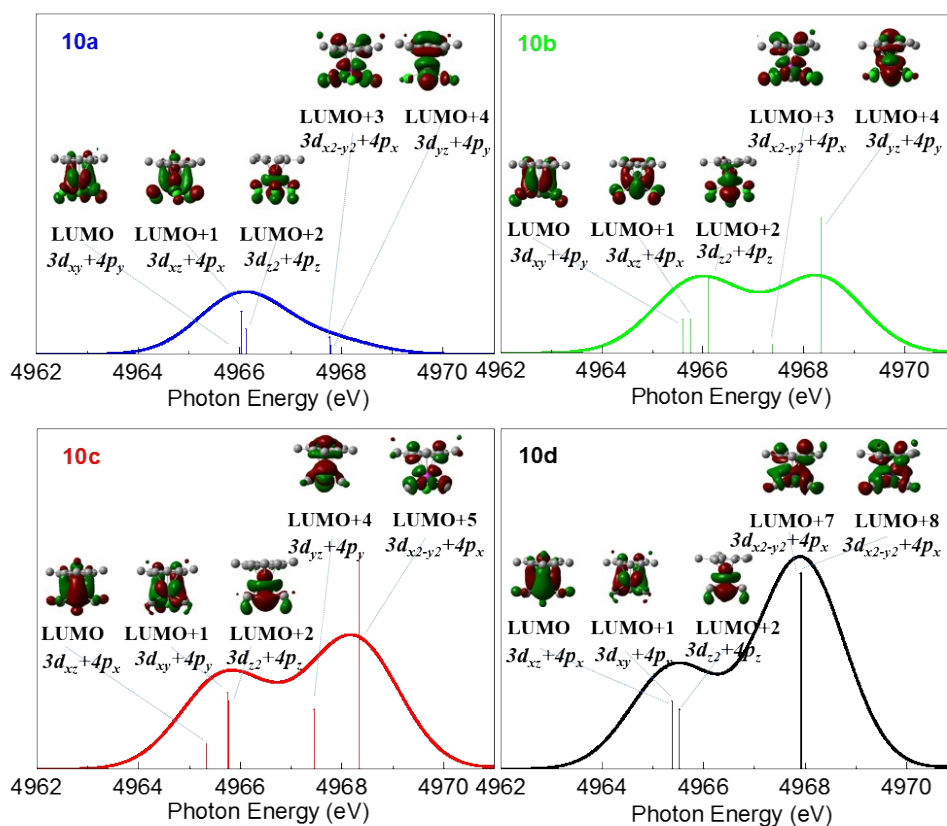 10a
LUMO+3 LUMO+4
3dx2-y2+4px 3dyz+4py
LUMO LUMO+1 LUMO+2
3dxy+4py 3dxz+4px 3dz2+4pz
4962 4964 4966 4968 4970
Photon Energy (eV)
10b
LUMO+3 LUMO+4
3dx2-y2+4px 3dyz+4py
LUMO LUMO+1 LUMO+2
3dxy+4py 3dxz+4px 3dz2+4pz
4962 4964 4966 4968 4970
Photon Energy (eV)
10c
LUMO+4 LUMO+5
3dyz+4py 3dx2-y2+4px
LUMO LUMO+1 LUMO+2
3dxz+4px 3dxy+4py 3dz2+4pz
4962 4964 4966 4968 4970
Photon Energy (eV)
10d
LUMO+7 LUMO+8
3dx2-y2+4px 3dx2-y2+4px
LUMO LUMO+1 LUMO+2
3dxz+4px 3dxy+4py 3dz2+4pz
4962 4964 4966 4968 4970
Photon Energy (eV)